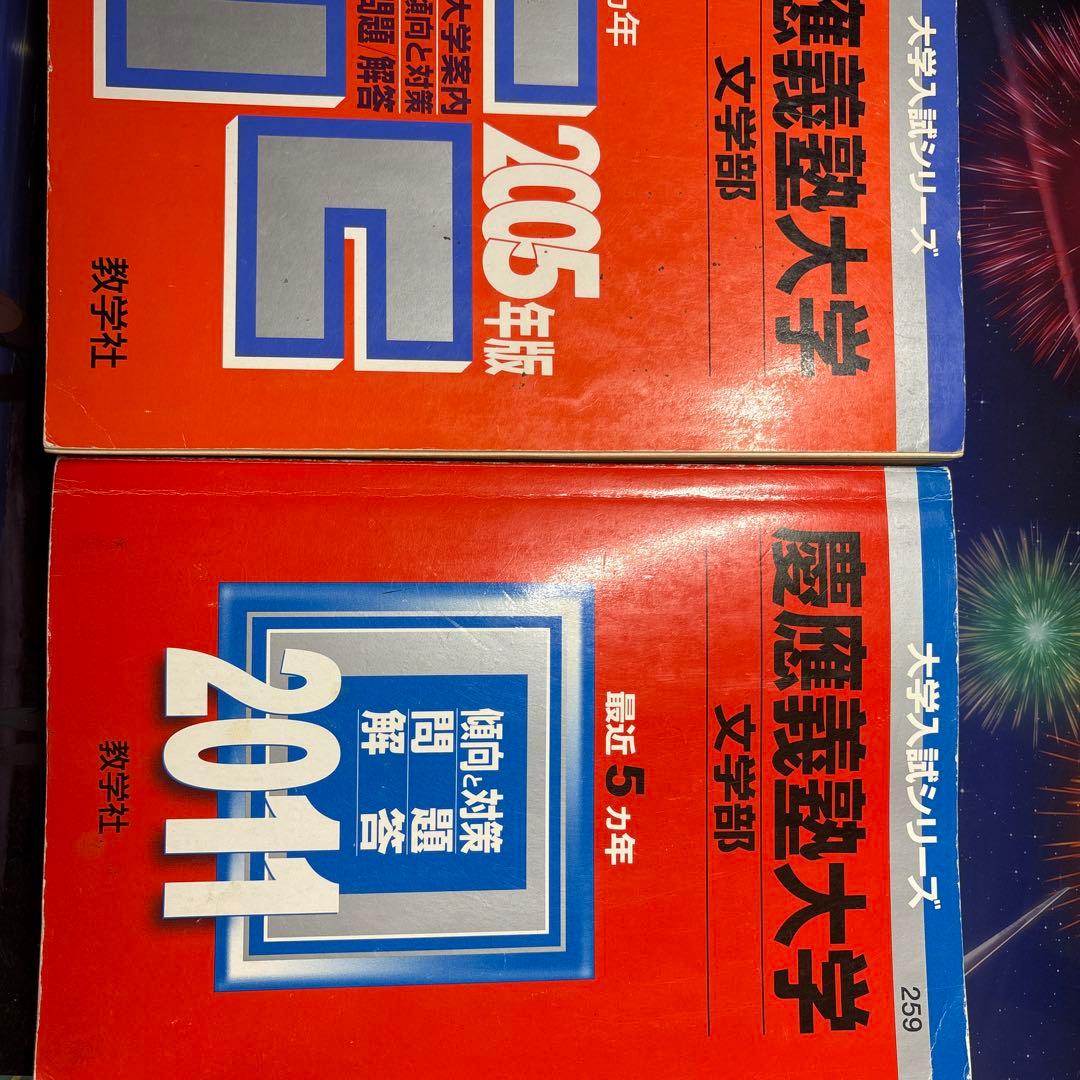 大学入試シリーズ
應義塾大学
文学部
カ年
2005年版
大学案内
傾向と対策
問題/解答
教学社
大学入試シリーズ
259
慶應義塾大学
文学部
最近5カ年
傾向と対策
問題
解答
2011
教学社